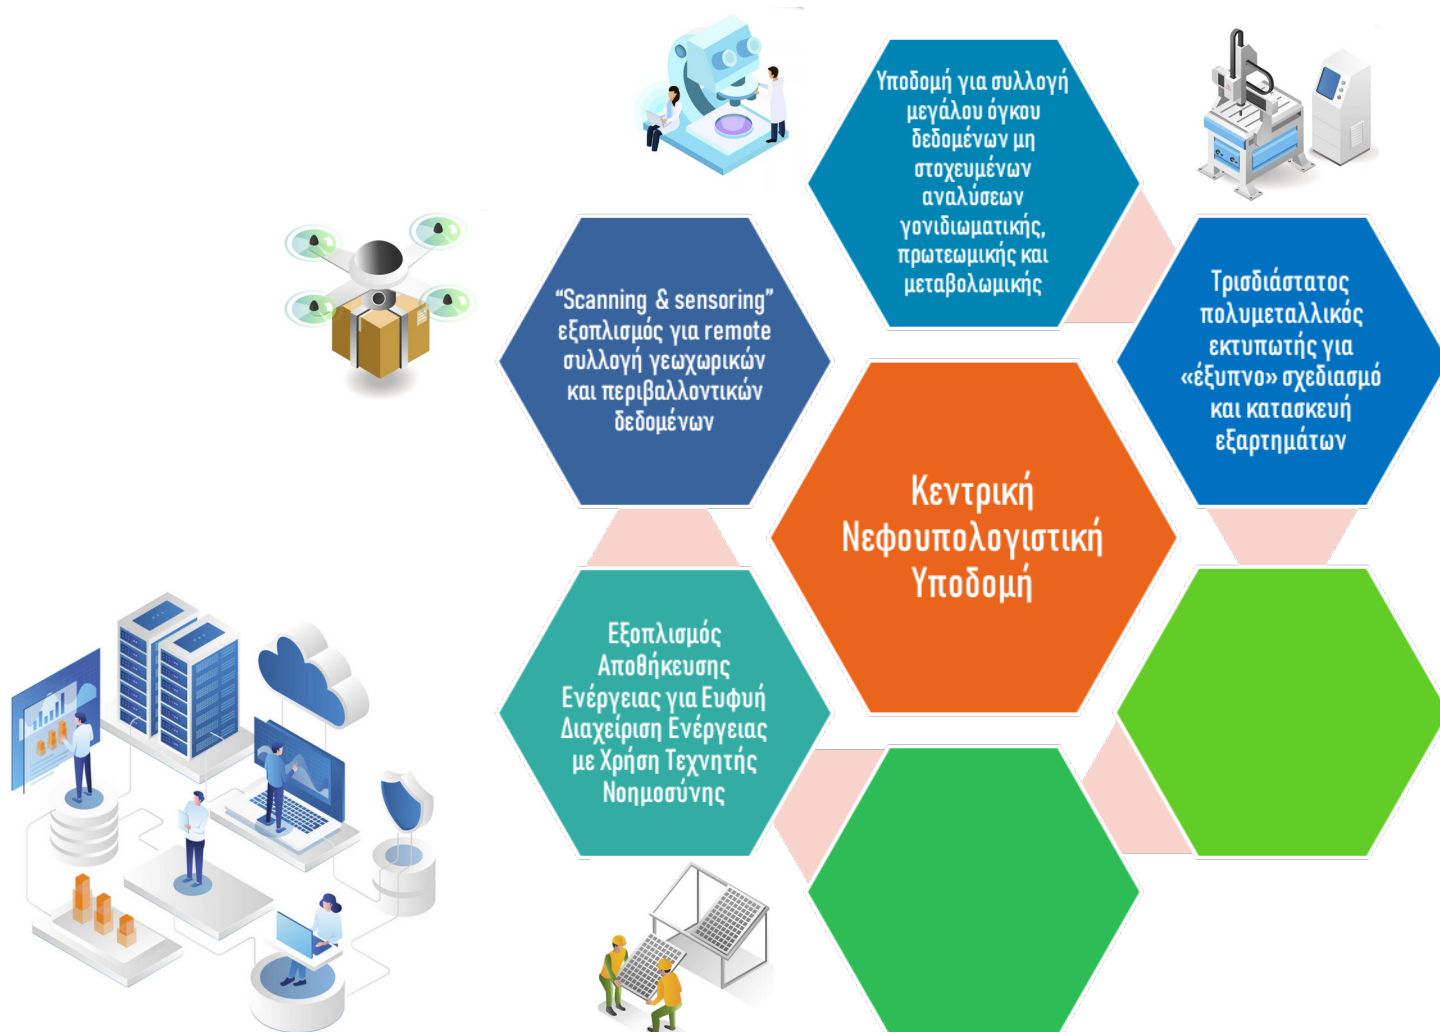 Υποδομή για συλλογή
μεγάλου όγκου
δεδομένων μη
στοχευμένων
αναλύσεων
γονιδιωματικής,
πρωτεωμικής και
μεταβολωμικής
“Scanning & sensoring”
εξοπλισμός για remote
συλλογή γεωχωρικών
και περιβαλλοντικών
δεδομένων
Τρισδιάστατος
πολυμεταλλικός
εκτυπωτής για
«έξυπνο» σχεδιασμό
και κατασκευή
εξαρτημάτων
Κεντρική
Νεφουπολογιστική
Υποδομή
Εξοπλισμός
Αποθήκευσης
Ενέργειας για Ευφυή
Διαχείριση Ενέργειας
με Χρήση Τεχνητής
Νοημοσύνης